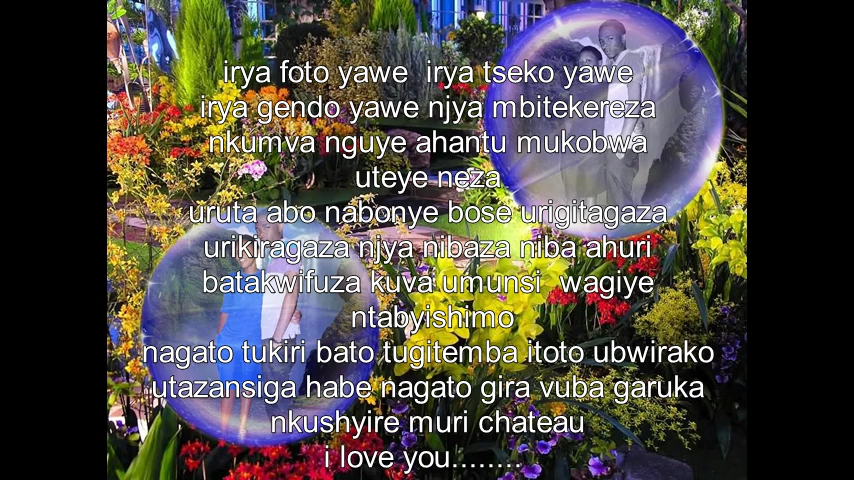 irya foto yawe irya tseko yawe
irya gendo yawe njya mbitekereza
nkumva nguye ahantu mukobwa
uteye neza
uruta abo nabonye bose urigitagaza
urikiragaza njya nibaza niba ahuri
batakwifuza kuva umunsi wagiye
ntabyishimo
nagato tukiri bato tugitemba itoto ubwirako
utazansiga habe nagato gira vuba garuka
nkushyire muri chateau
i love you........